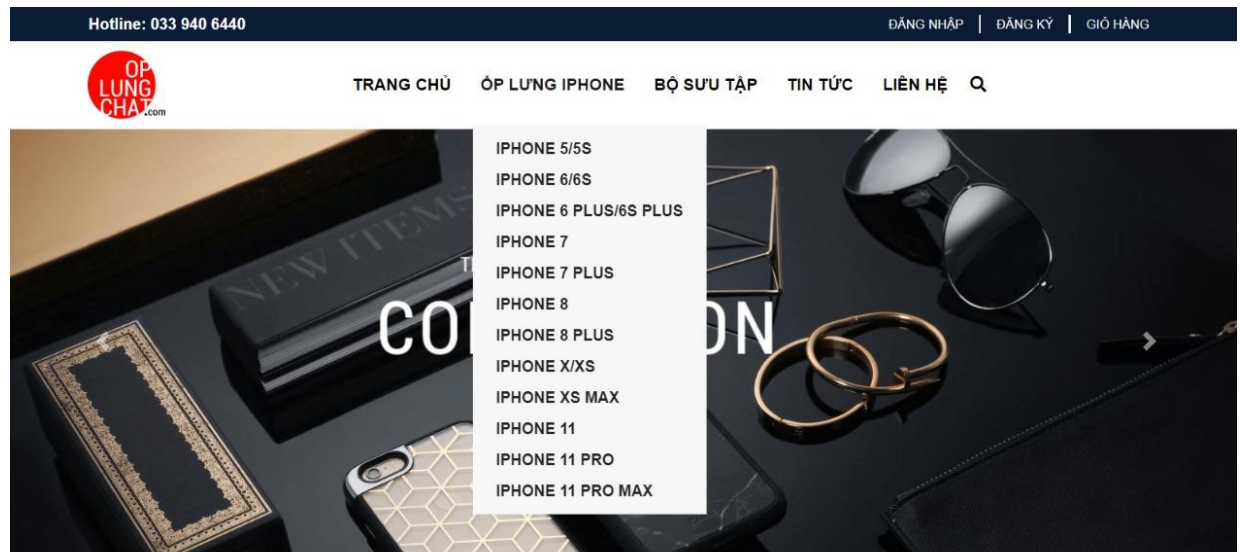 Hotline: 033 940 6440
ĐĂNG NHẬP | ĐĂNG KÝ | GIỎ HÀNG
OP
LUNG
CHAT.com
TRANG CHỦ ỐP LƯNG IPHONE BỘ SƯU TẬP TIN TỨC LIÊN HỆ
IPHONE 5/5S
IPHONE 6/6S
IPHONE 6 PLUS/6S PLUS
IPHONE 7
IPHONE 7 PLUS
IPHONE 8
IPHONE 8 PLUS
IPHONE X/XS
IPHONE XS MAX
IPHONE 11
IPHONE 11 PRO
IPHONE 11 PRO MAX
NEW ITEMS